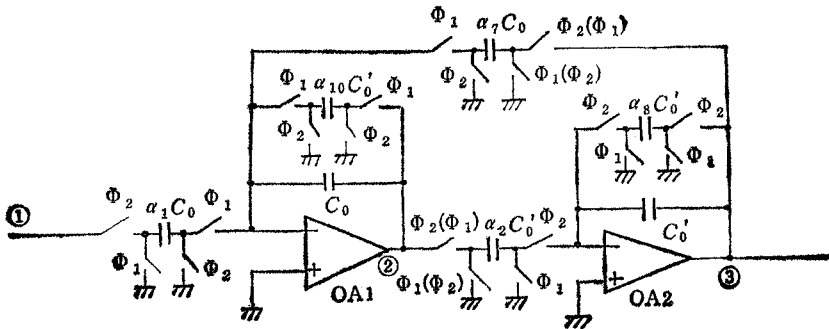 Φ₁ α₇C₀ Φ₂(Φ₁)
Φ₂ Φ₁(Φ₂)
Φ₁ α₁₀C₀' Φ₁
Φ₂ Φ₂
Φ₂ α₈C₀' Φ₂
Φ₁ Φ₁
C₀
C₀'
① Φ₂ α₁C₀ Φ₁
Φ₁ Φ₂
− ② Φ₂(Φ₁) α₂C₀' Φ₂ − ③
+ OA1 Φ₁(Φ₂) Φ₁ + OA2